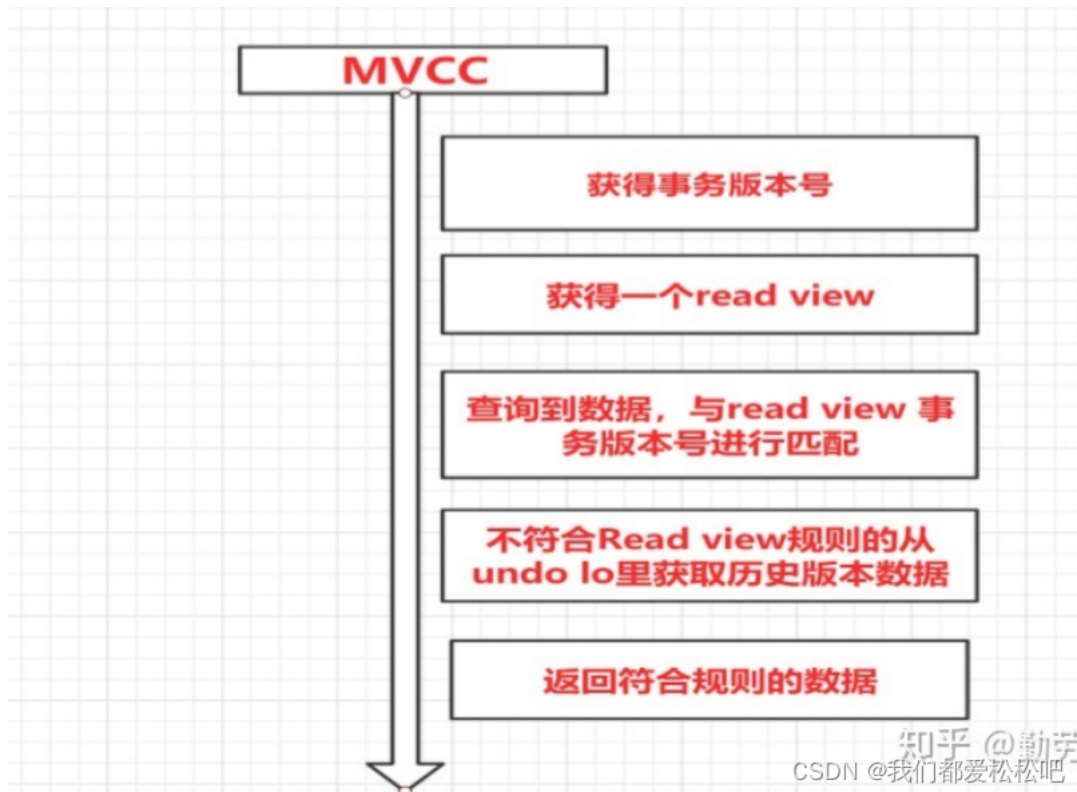 MVCC
获得事务版本号
获得一个read view
查询到数据，与read view 事
务版本号进行匹配
不符合Read view规则的从
undo lo里获取历史版本数据
返回符合规则的数据
知乎 @勤劳
CSDN @我们都爱松松吧